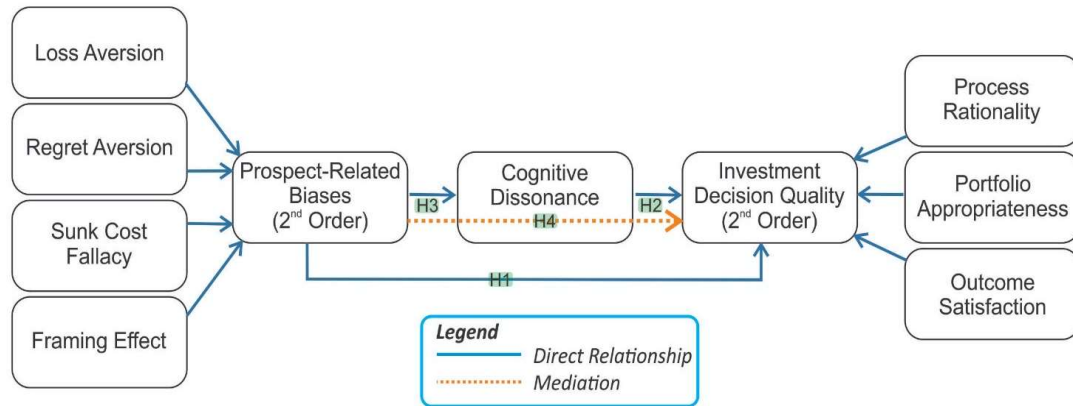 Loss Aversion
Regret Aversion
Sunk Cost
Fallacy
Framing Effect
Prospect-Related
Biases
(2nd Order)
H3
Cognitive
Dissonance
H2
H4
H1
Investment
Decision Quality
(2nd Order)
Process
Rationality
Portfolio
Appropriateness
Outcome
Satisfaction
Legend
Direct Relationship
Mediation